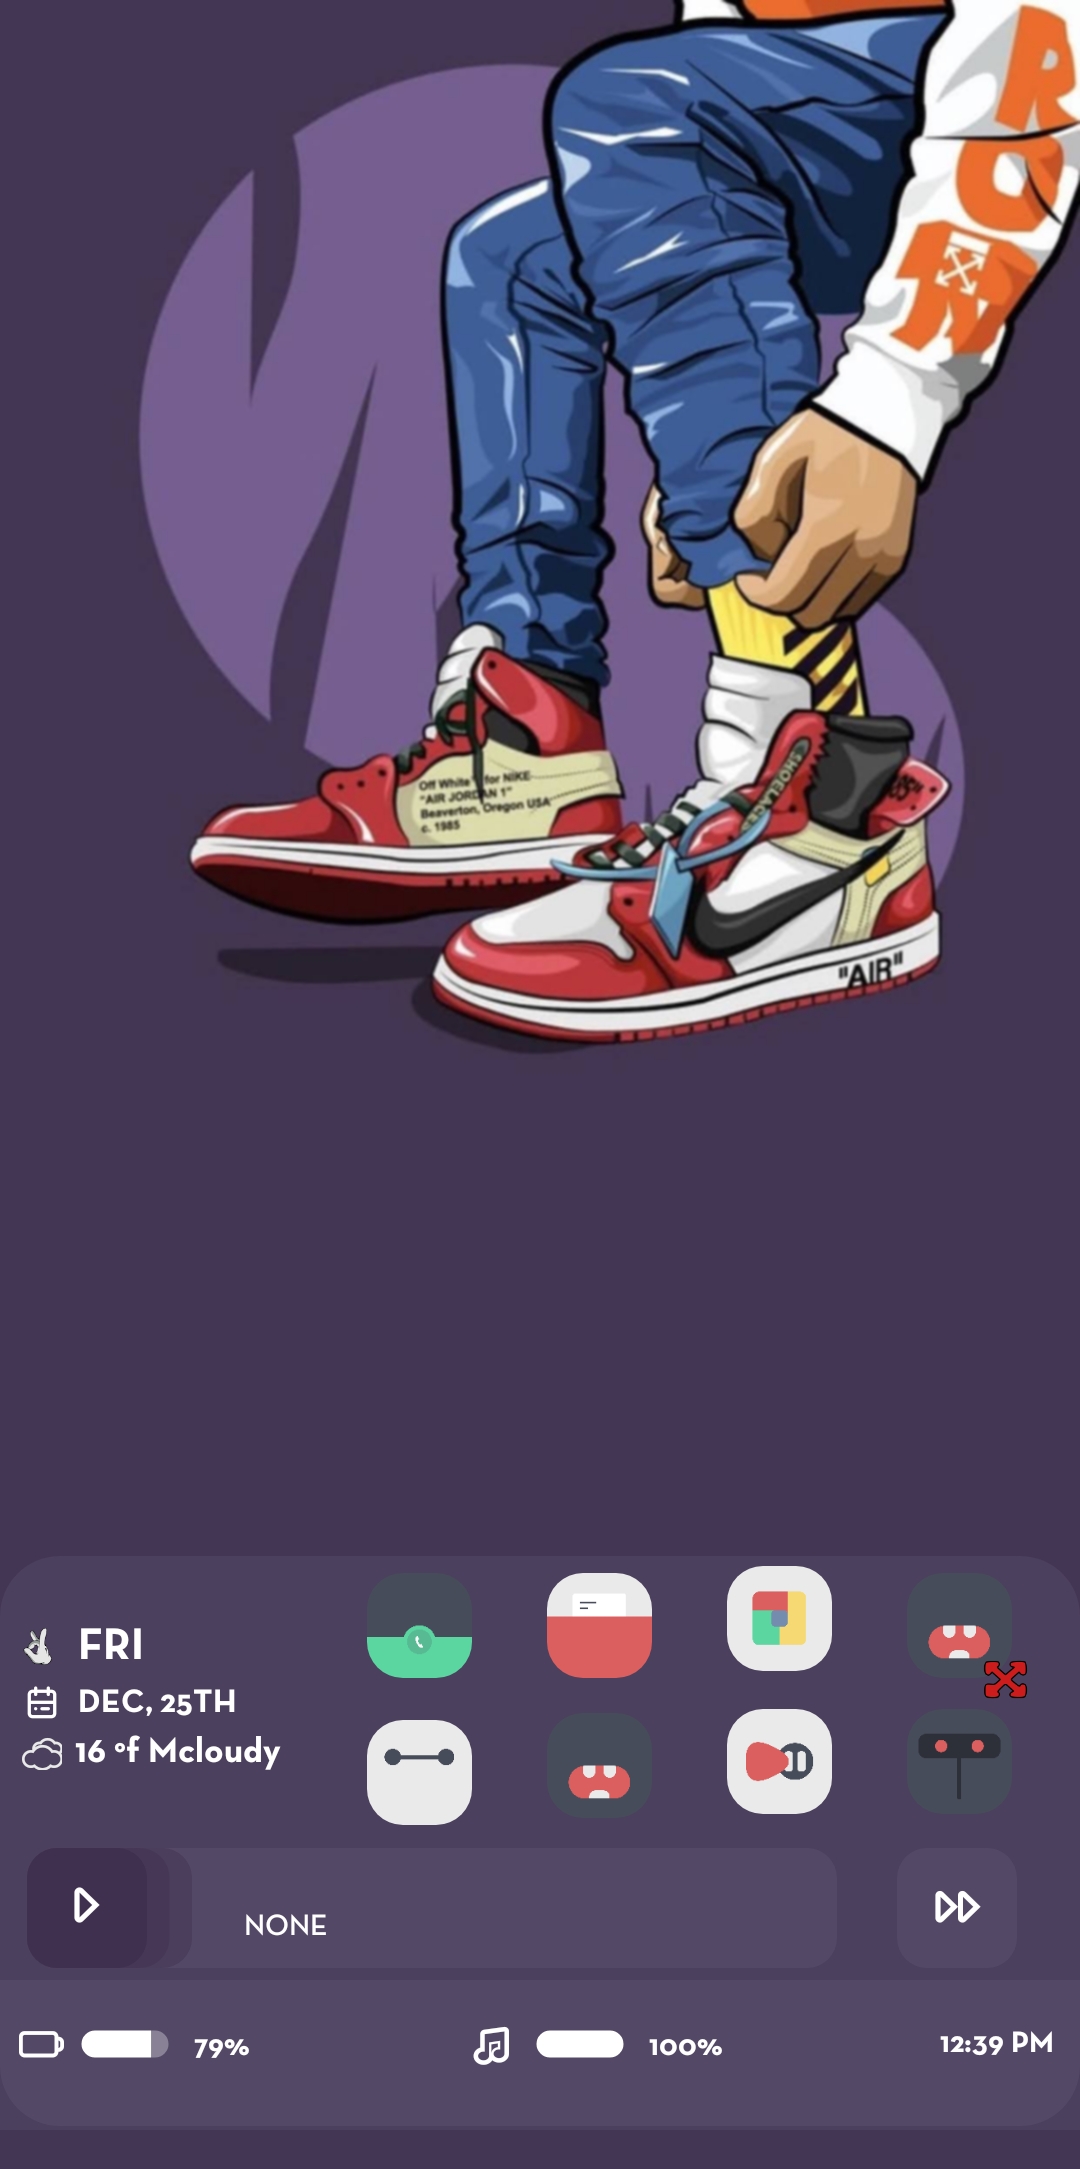 R
O
N
Off White for NIKE
"AIR JORDAN 1"
Beaverton, Oregon USA
c. 1985
SHOELACES
"AIR"
FRI
DEC, 25TH
16 °f Mcloudy
NONE
79%
100%
12:39 PM